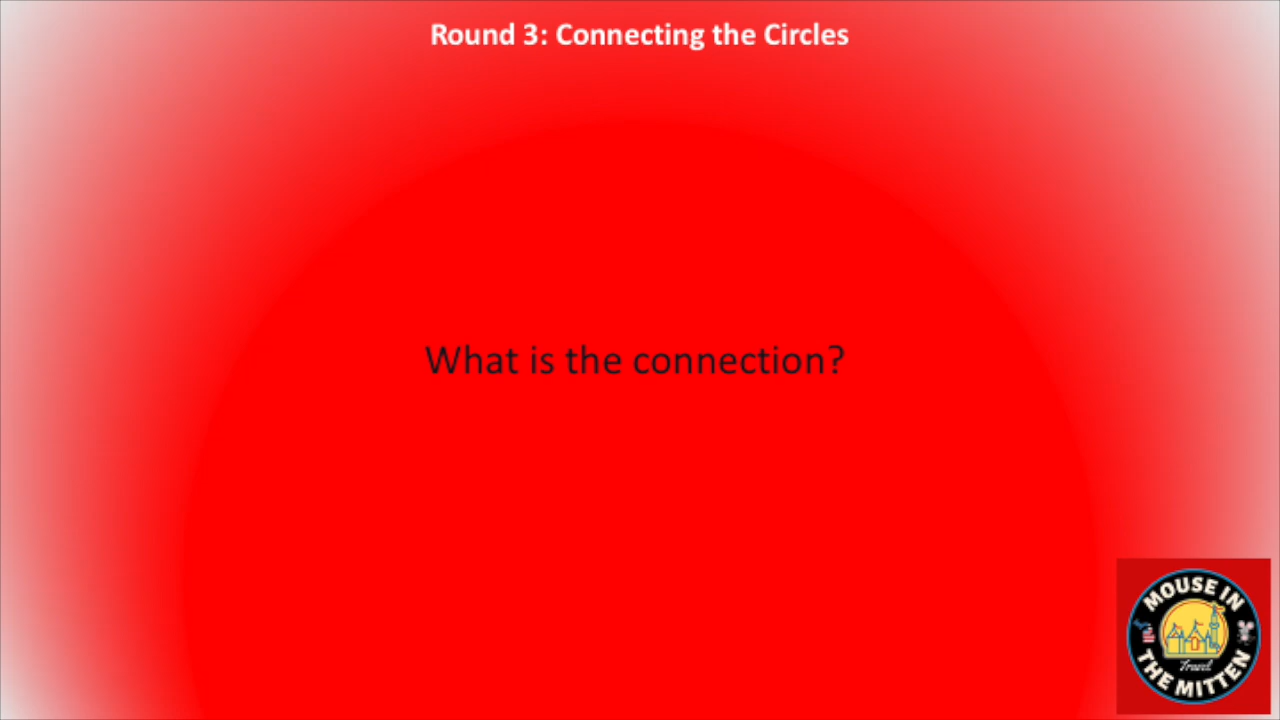 Round 3: Connecting the Circles
What is the connection?
MOUSE IN
Travel
THE MITTEN